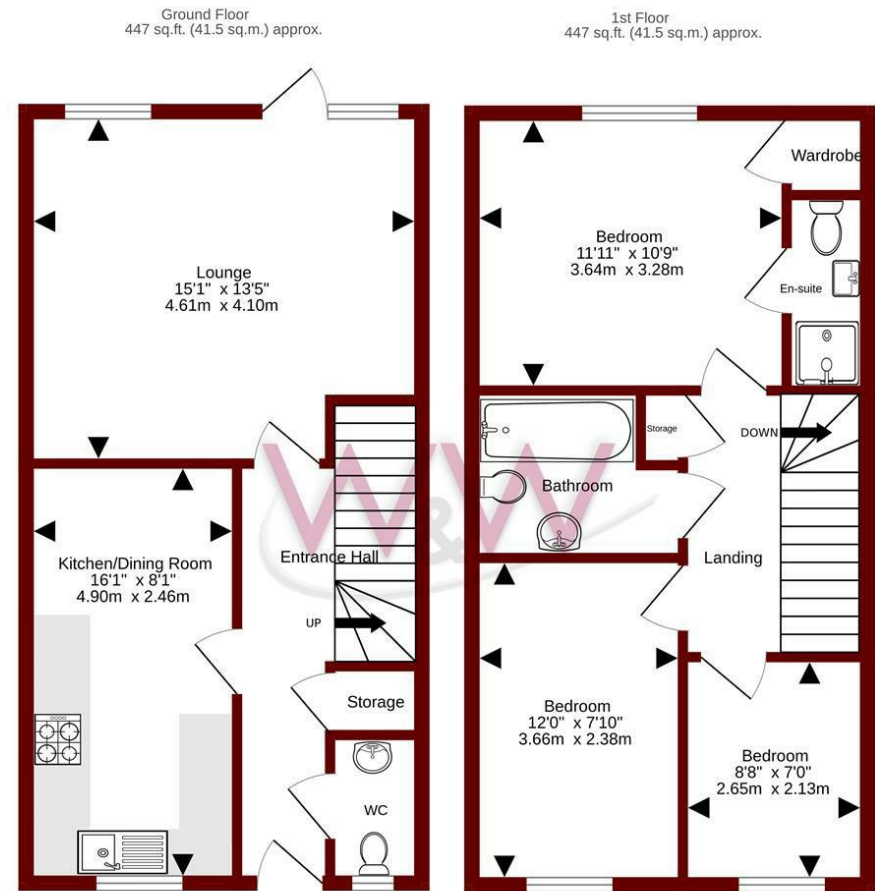 Ground Floor
447 sq.ft. (41.5 sq.m.) approx.
Lounge
15'1" x 13'5"
4.61m x 4.10m
Kitchen/Dining Room
16'1" x 8'1"
4.90m x 2.46m
Entrance Hall
UP
Storage
WC
1st Floor
447 sq.ft. (41.5 sq.m.) approx.
Wardrobe
Bedroom
11'11" x 10'9"
3.64m x 3.28m
En-suite
Storage
DOWN
Bathroom
Landing
Bedroom
12'0" x 7'10"
3.66m x 2.38m
Bedroom
8'8" x 7'0"
2.65m x 2.13m
W&W